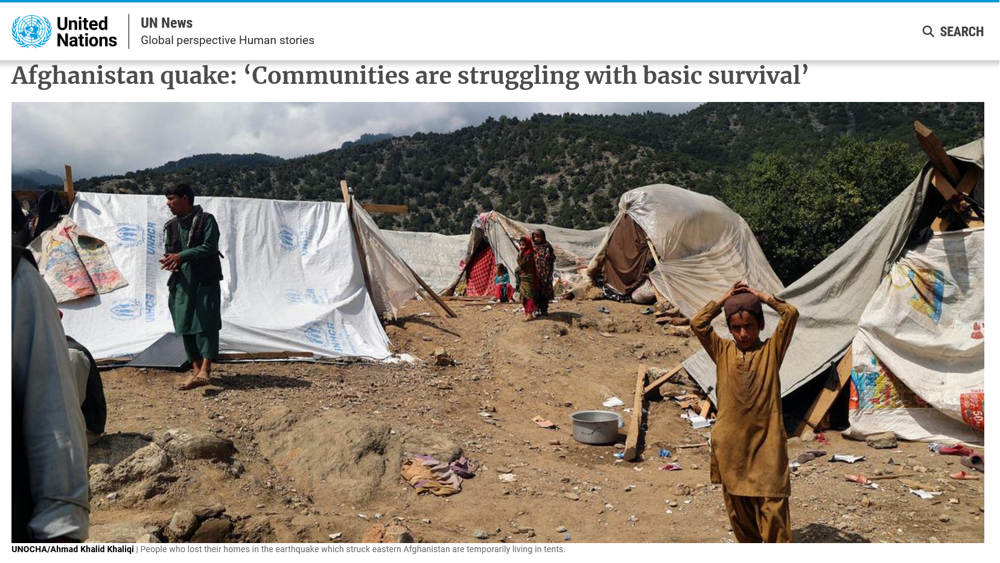 United
Nations
UN News
Global perspective Human stories
SEARCH
Afghanistan quake: ‘Communities are struggling with basic survival’
UNHCR
UNHCR
UNHCR
UNHCR
50
UNOCHA/Ahmad Khalid Khaliqi | People who lost their homes in the earthquake which struck eastern Afghanistan are temporarily living in tents.